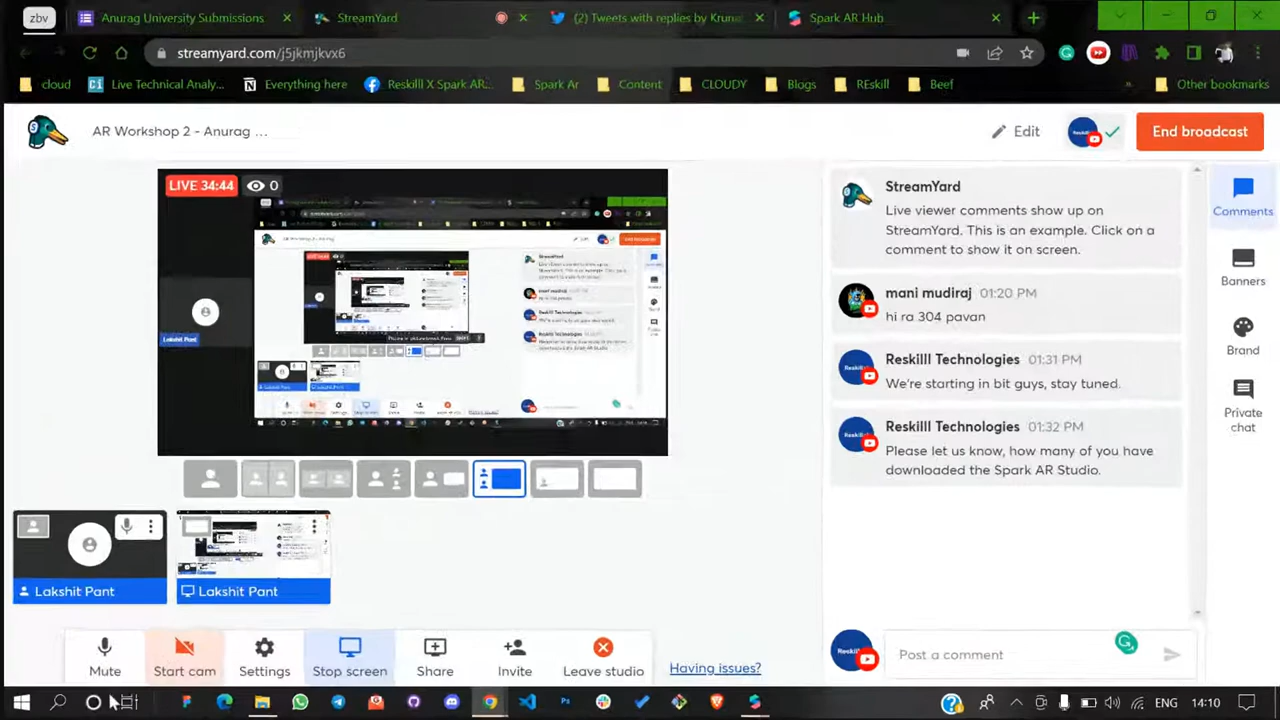 zbv
Anurag University Submissions
StreamYard
(2) Tweets with replies by Kruna
Spark AR Hub
streamyard.com/j5jkmjkvx6
cloud
Live Technical Analy...
Everything here
Reskilll X Spark AR...
Spark Ar
Content
CLOUDY
Blogs
REskill
Beef
»
Other bookmarks
AR Workshop 2 - Anurag ...
Edit
End broadcast
LIVE 34:44
0
Lakshit Pant
StreamYard
Live viewer comments show up on
StreamYard. This is an example. Click on a
comment to show it on screen.
mani mudiraj 01:20 PM
hi ra 304 pavan
Reskilll Technologies 01:31 PM
We're starting in bit guys, stay tuned.
Reskilll Technologies 01:32 PM
Please let us know, how many of you have
downloaded the Spark AR Studio.
Comments
Banners
Brand
Private
chat
Lakshit Pant
Lakshit Pant
Mute
Start cam
Settings
Stop screen
Share
Invite
Leave studio
Having issues?
Post a comment
ENG
14:10